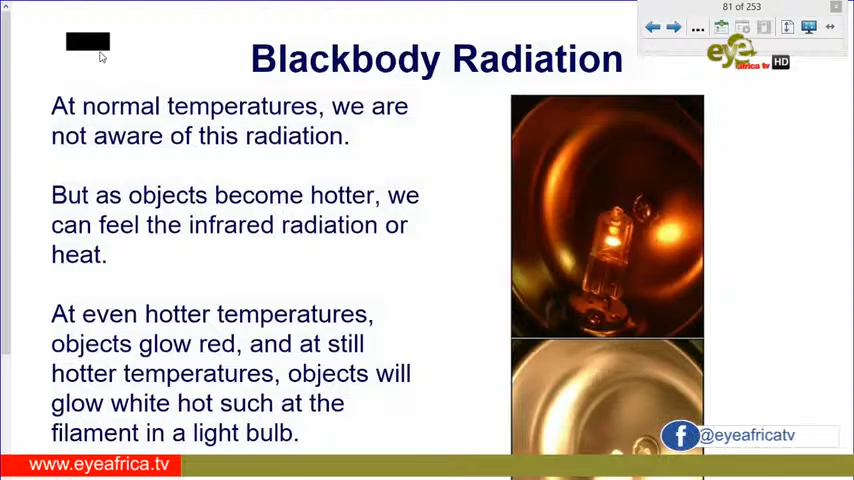 81 of 253
eye
africa tv HD
Blackbody Radiation
At normal temperatures, we are
not aware of this radiation.
But as objects become hotter, we
can feel the infrared radiation or
heat.
At even hotter temperatures,
objects glow red, and at still
hotter temperatures, objects will
glow white hot such at the
filament in a light bulb.
f @eyeafricatv
www.eyeafrica.tv